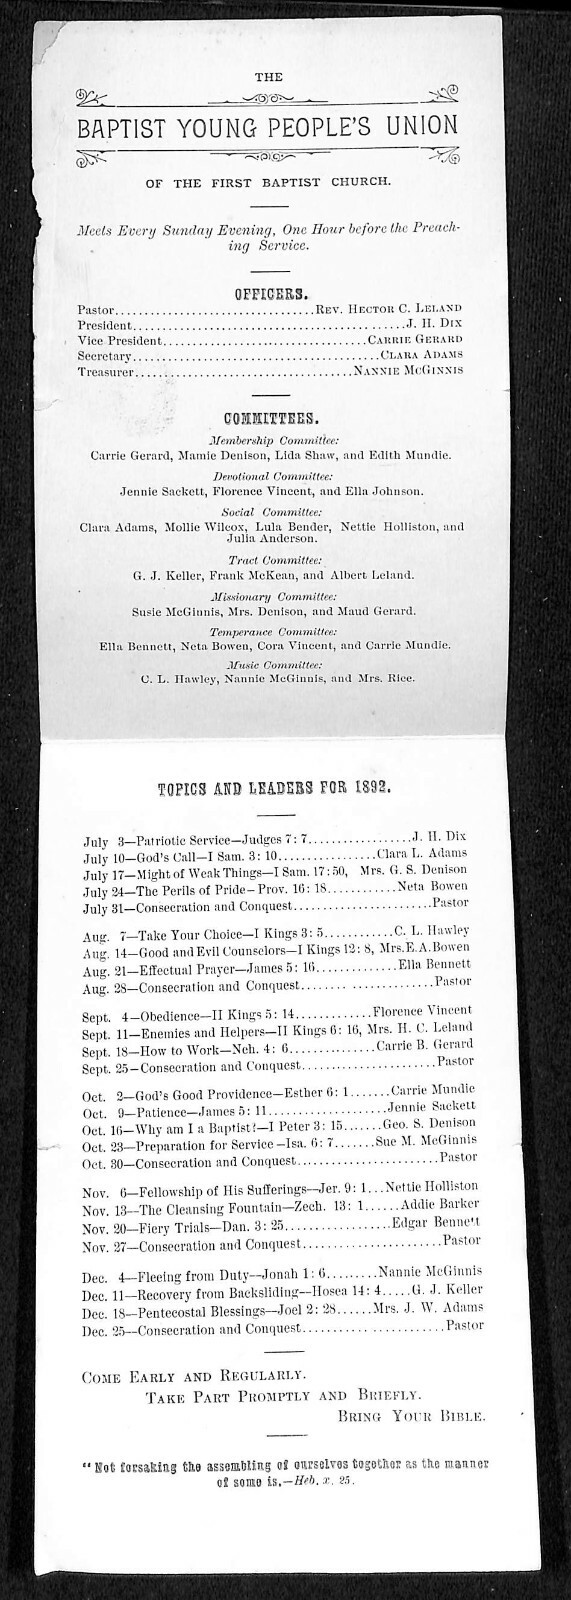 THE
BAPTIST YOUNG PEOPLE'S UNION
OF THE FIRST BAPTIST CHURCH.
Meets Every Sunday Evening, One Hour before the Preach-
ing Service.
OFFICERS.
Pastor.................................Rev. Hector C. Leland
President.............................................J. H. Dix
Vice President..................................Carrie Gerard
Secretary.........................................Clara Adams
Treasurer....................................Nannie McGinnis
COMMITTEES.
Membership Committee:
Carrie Gerard, Mamie Denison, Lida Shaw, and Edith Mundie.
Devotional Committee:
Jennie Sackett, Florence Vincent, and Ella Johnson.
Social Committee:
Clara Adams, Mollie Wilcox, Lula Bender, Nettie Holliston, and
Julia Anderson.
Tract Committee:
G. J. Keller, Frank McKean, and Albert Leland.
Missionary Committee:
Susie McGinnis, Mrs. Denison, and Maud Gerard.
Temperance Committee:
Ella Bennett, Neta Bowen, Cora Vincent, and Carrie Mundie.
Music Committee:
C. L. Hawley, Nannie McGinnis, and Mrs. Rice.
TOPICS AND LEADERS FOR 1892.
July 3—Patriotic Service—Judges 7: 7..................J. H. Dix
July 10—God's Call—I Sam. 3: 10.................Clara L. Adams
July 17—Might of Weak Things—I Sam. 17:50, Mrs. G. S. Denison
July 24—The Perils of Pride—Prov. 16: 18............Neta Bowen
July 31—Consecration and Conquest........................Pastor
Aug. 7—Take Your Choice—I Kings 3: 5............C. L. Hawley
Aug. 14—Good and Evil Counselors—I Kings 12: 8, Mrs.E.A.Bowen
Aug. 21—Effectual Prayer—James 5: 16..............Ella Bennett
Aug. 28—Consecration and Conquest.......................Pastor
Sept. 4—Obedience—II Kings 5: 14.............Florence Vincent
Sept. 11—Enemies and Helpers—II Kings 6: 16, Mrs. H. C. Leland
Sept. 18—How to Work—Neh. 4: 6...............Carrie B. Gerard
Sept. 25—Consecration and Conquest.......................Pastor
Oct. 2—God's Good Providence—Esther 6: 1.......Carrie Mundie
Oct. 9—Patience—James 5: 11....................Jennie Sackett
Oct. 16—Why am I a Baptist?—I Peter 3: 15.......Geo. S. Denison
Oct. 23—Preparation for Service—Isa. 6: 7.......Sue M. McGinnis
Oct. 30—Consecration and Conquest........................Pastor
Nov. 6—Fellowship of His Sufferings—Jer. 9: 1...Nettie Holliston
Nov. 13—The Cleansing Fountain—Zech. 13: 1......Addie Barker
Nov. 20—Fiery Trials—Dan. 3: 25..................Edgar Bennett
Nov. 27—Consecration and Conquest........................Pastor
Dec. 4—Fleeing from Duty—Jonah 1: 6.........Nannie McGinnis
Dec. 11—Recovery from Backsliding—Hosea 14: 4.....G. J. Keller
Dec. 18—Pentecostal Blessings—Joel 2: 28......Mrs. J. W. Adams
Dec. 25—Consecration and Conquest.........................Pastor
Come Early and Regularly.
Take Part Promptly and Briefly.
Bring Your Bible.
"Not forsaking the assembling of ourselves together as the manner
of some is.—Heb. x. 25.